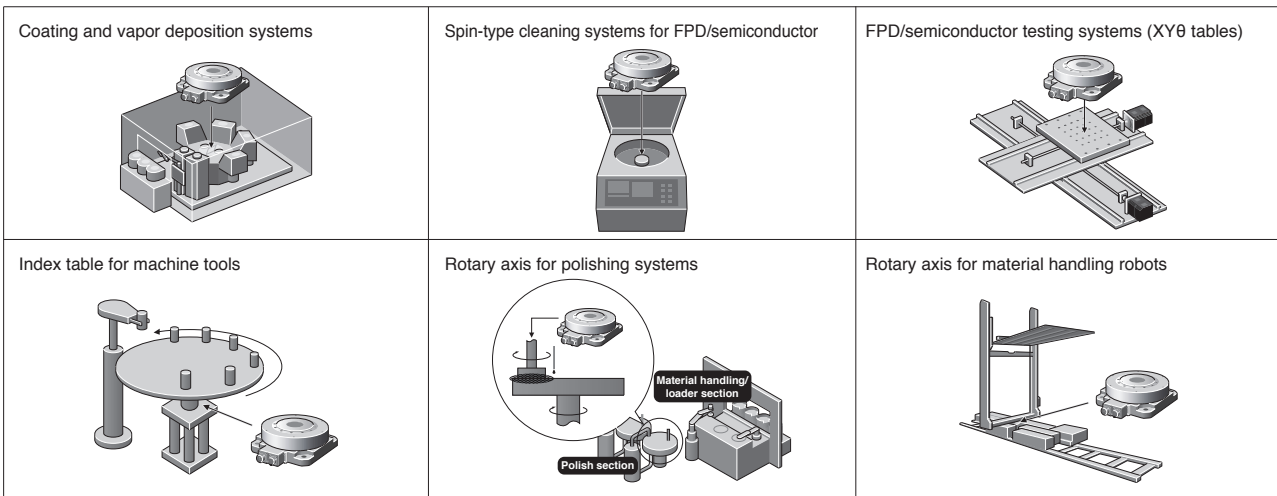 Coating and vapor deposition systems
Spin-type cleaning systems for FPD/semiconductor
FPD/semiconductor testing systems (XYθ tables)
Index table for machine tools
Rotary axis for polishing systems
Material handling/
loader section
Polish section
Rotary axis for material handling robots